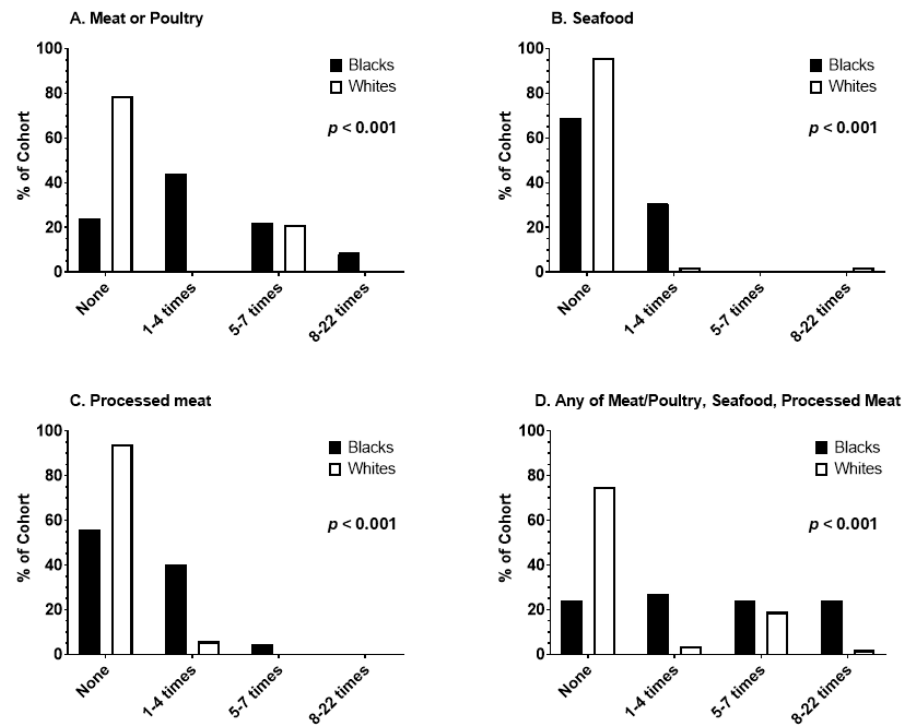 A. Meat or Poultry
100
80
60
40
20
0
% of Cohort
Blacks
Whites
p < 0.001
None
1-4 times
5-7 times
8-22 times
B. Seafood
100
80
60
40
20
0
% of Cohort
Blacks
Whites
p < 0.001
None
1-4 times
5-7 times
8-22 times
C. Processed meat
100
80
60
40
20
0
% of Cohort
Blacks
Whites
p < 0.001
None
1-4 times
5-7 times
8-22 times
D. Any of Meat/Poultry, Seafood, Processed Meat
100
80
60
40
20
0
% of Cohort
Blacks
Whites
p < 0.001
None
1-4 times
5-7 times
8-22 times